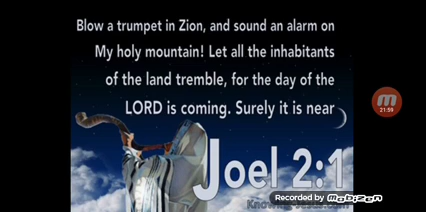 Blow a trumpet in Zion, and sound an alarm on
My holy mountain! Let all the inhabitants
of the land tremble, for the day of the
LORD is coming. Surely it is near
Joel 2:1
21:59
Recorded by mobizen